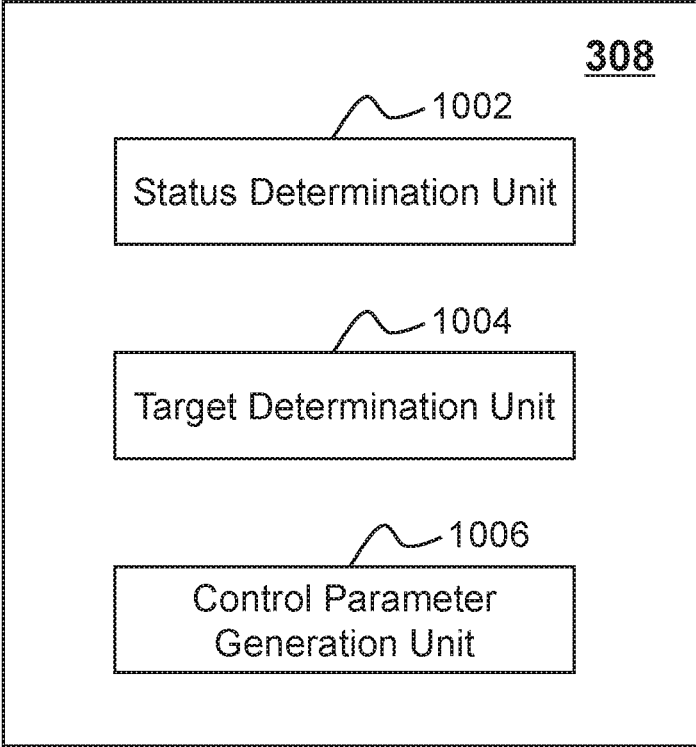 308
1002
Status Determination Unit
1004
Target Determination Unit
1006
Control Parameter
Generation Unit